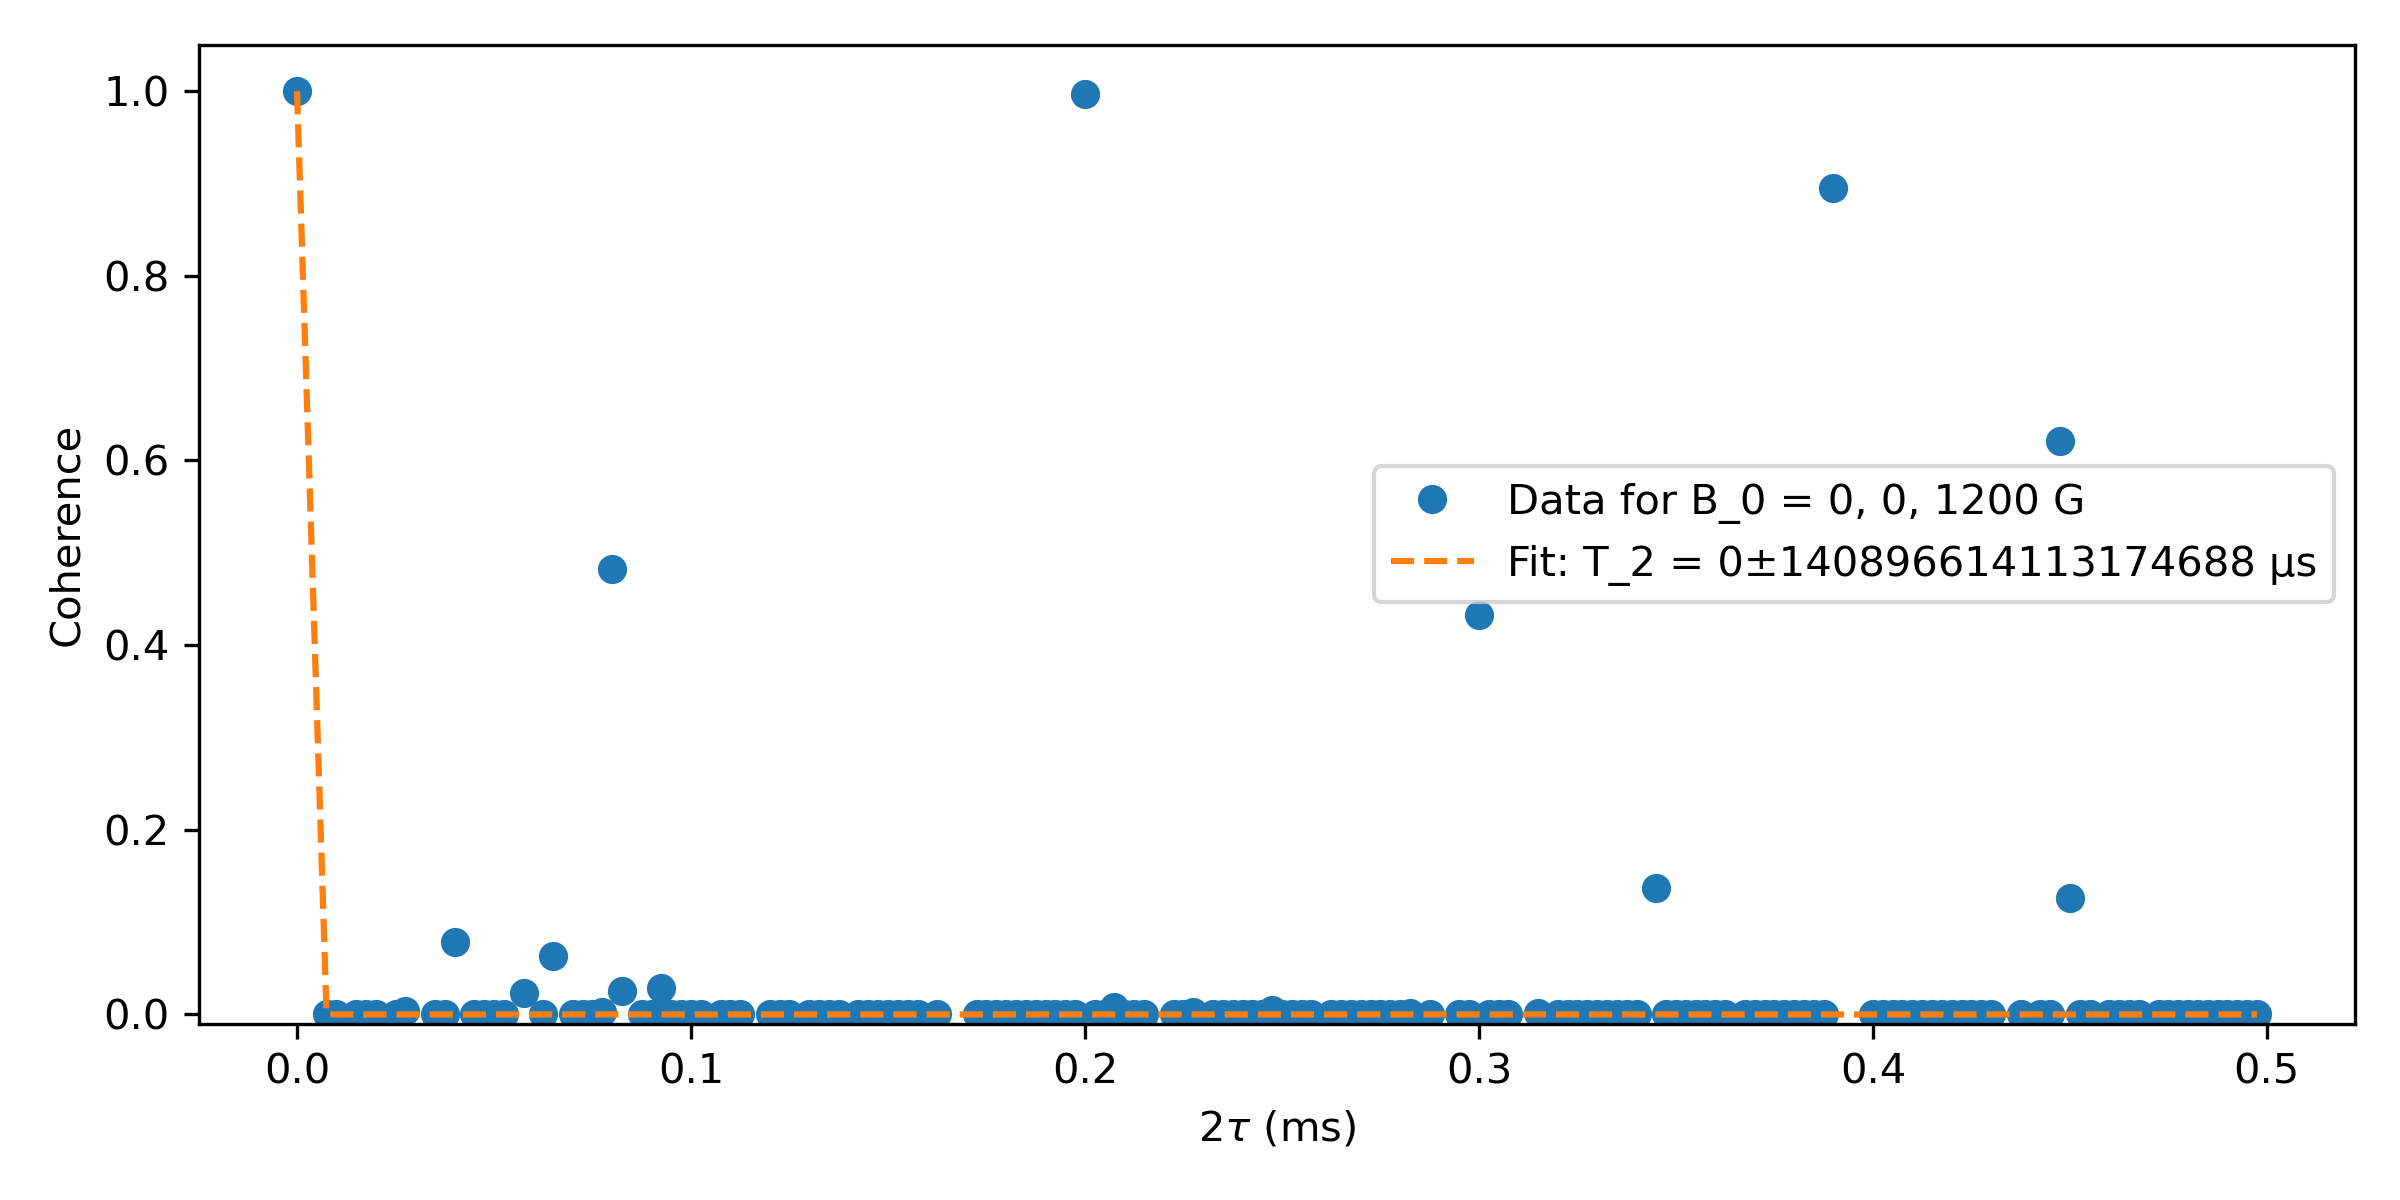 1.0
0.8
0.6
0.4
0.2
0.0
Coherence
Data for B_0 = 0, 0, 1200 G
Fit: T_2 = 0±140896614113174688 μs
0.0 0.1 0.2 0.3 0.4 0.5
2τ (ms)